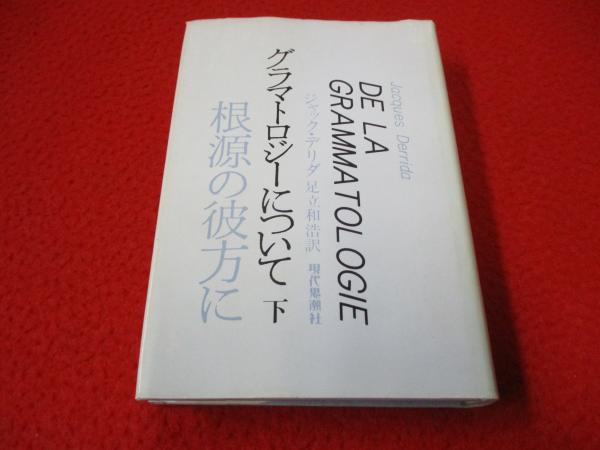 Jacques Derrida
DE LA
GRAMMATOLOGIE
ジャック・デリダ 足立和浩訳 現代思潮社
グラマトロジーについて 下
根源の彼方に